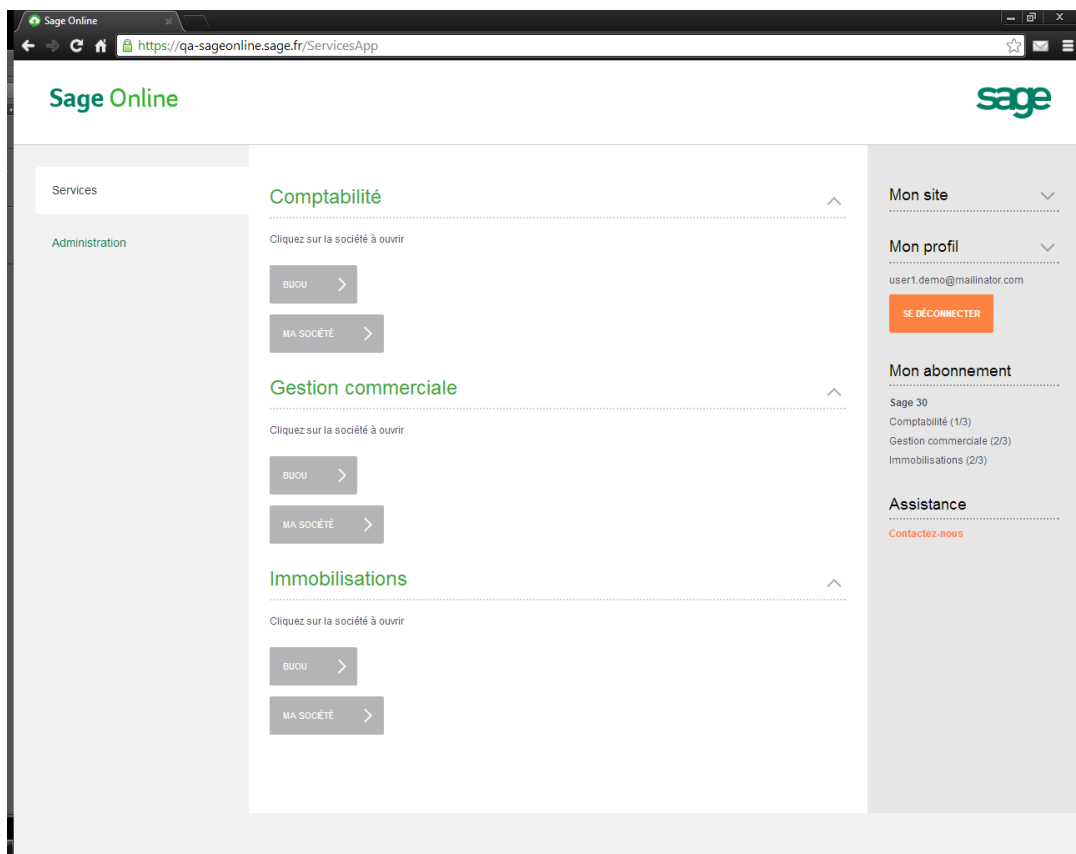 Sage Online
https://qa-sageonline.sage.fr/ServicesApp
Sage Online
sage
Services
Administration
Comptabilité
Cliquez sur la société à ouvrir
BIJOU
MA SOCIÉTÉ
Gestion commerciale
Cliquez sur la société à ouvrir
BIJOU
MA SOCIÉTÉ
Immobilisations
Cliquez sur la société à ouvrir
BIJOU
MA SOCIÉTÉ
Mon site
Mon profil
user1.demo@mailinator.com
SE DÉCONNECTER
Mon abonnement
Sage 30
Comptabilité (1/3)
Gestion commerciale (2/3)
Immobilisations (2/3)
Assistance
Contactez-nous